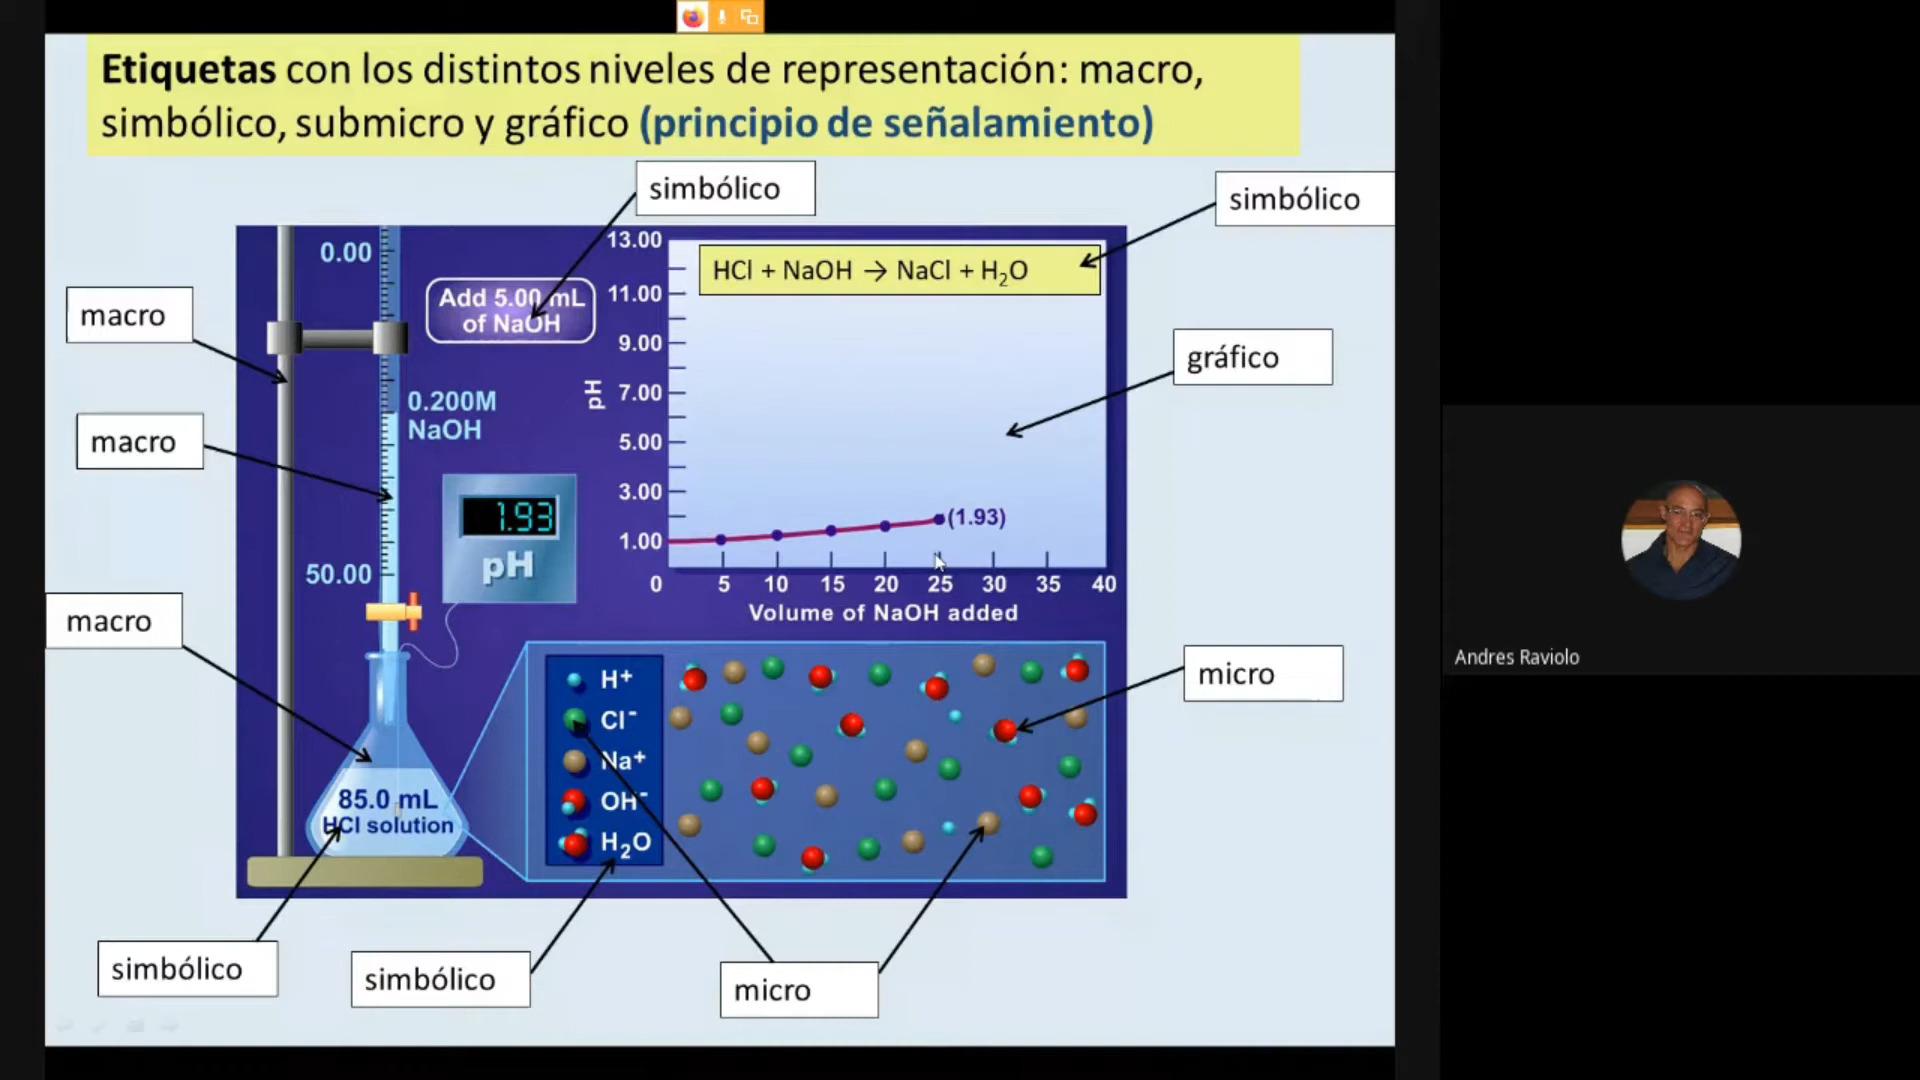 Etiquetas con los distintos niveles de representación: macro,
simbólico, submicro y gráfico (principio de señalamiento)
simbólico
simbólico
macro
macro
macro
gráfico
micro
simbólico
simbólico
micro
0.00
50.00
Add 5.00 mL
of NaOH
0.200M
NaOH
1.93
pH
85.0 mL
HCl solution
HCl + NaOH → NaCl + H₂O
pH
13.00
11.00
9.00
7.00
5.00
3.00
1.00
(1.93)
0 5 10 15 20 25 30 35 40
Volume of NaOH added
H⁺
Cl⁻
Na⁺
OH⁻
H₂O
Andres Raviolo